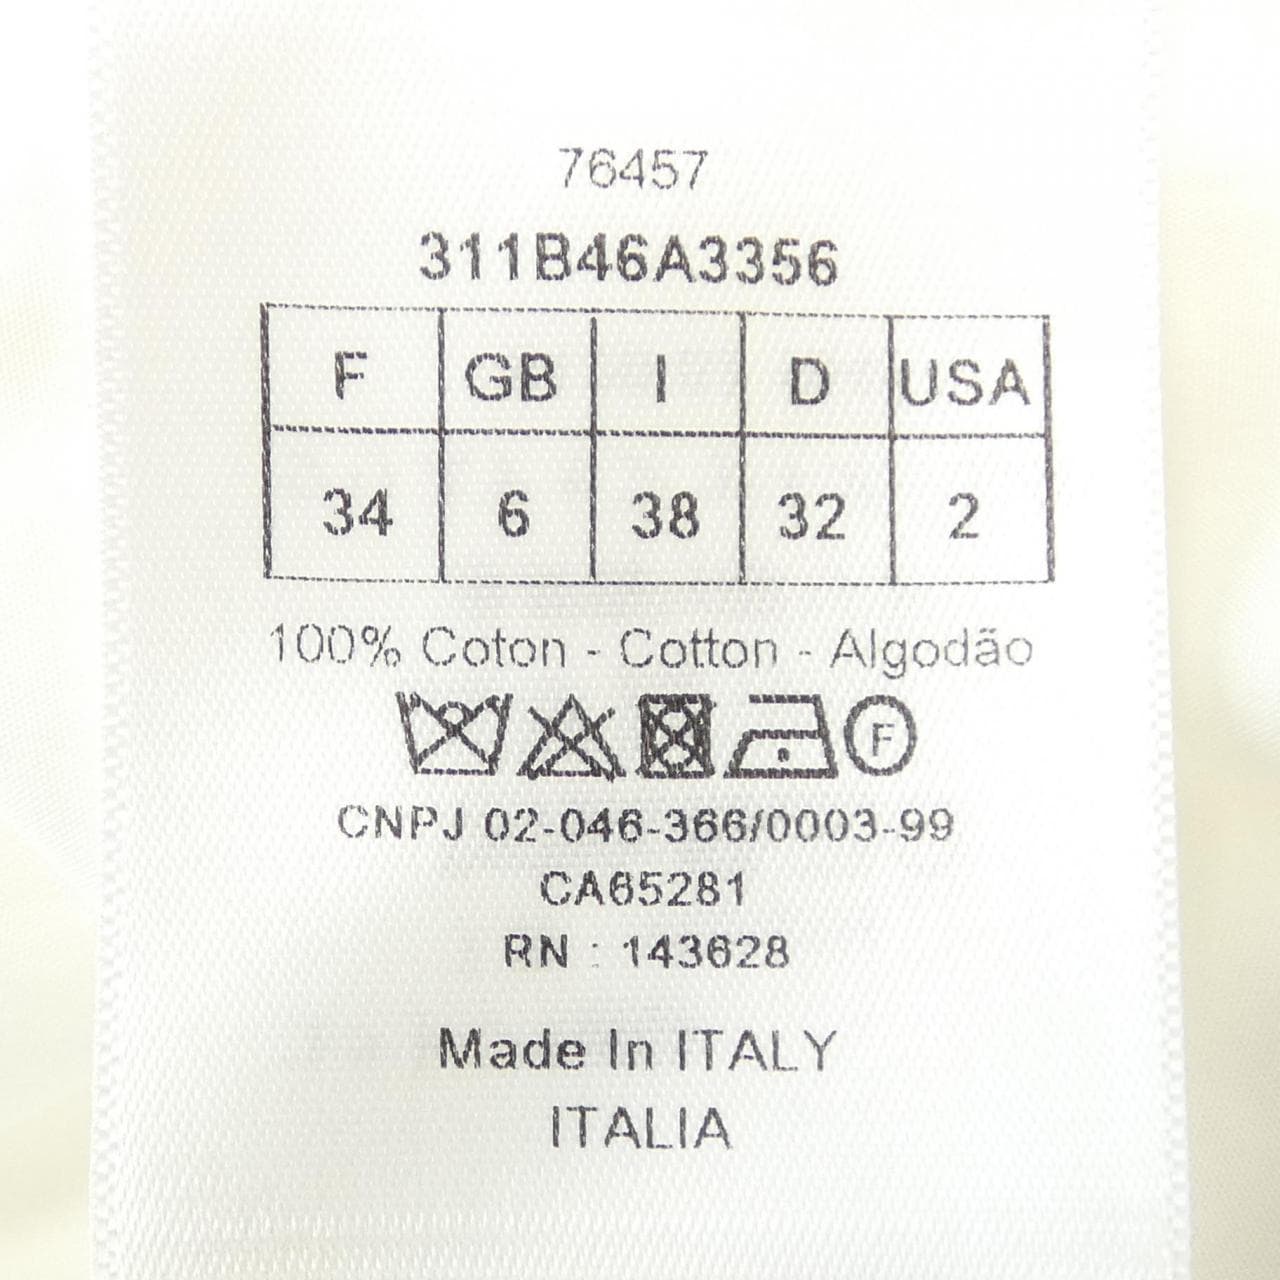 76457
311B46A3356
F GB I D USA
34 6 38 32 2
100% Coton - Cotton - Algodão
F
CNPJ 02-046-366/0003-99
CA65281
RN : 143628
Made In ITALY
ITALIA